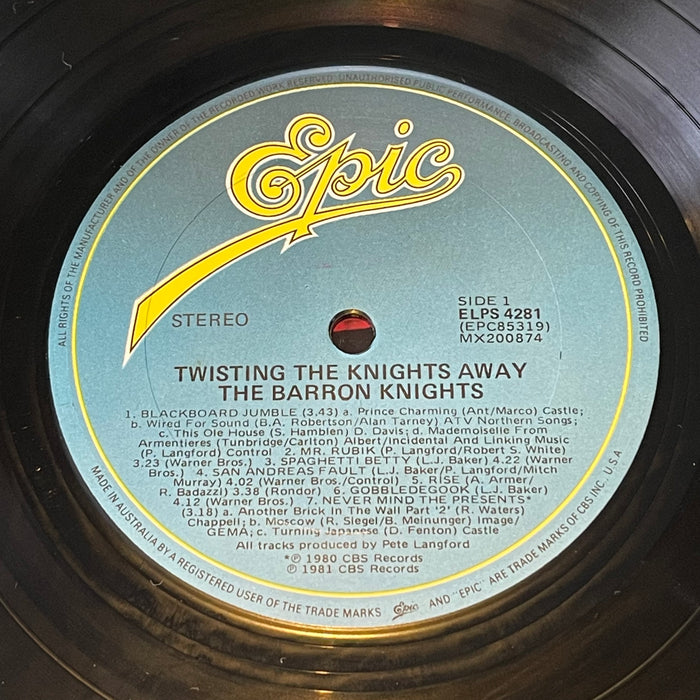 ALL RIGHTS OF THE MANUFACTURER AND OF THE OWNER OF THE RECORDED WORK RESERVED. UNAUTHORISED PUBLIC PERFORMANCE, BROADCASTING AND COPYING OF THIS RECORD PROHIBITED
Epic
STEREO
SIDE 1
ELPS 4281
(EPC85319)
MX200874
TWISTING THE KNIGHTS AWAY
THE BARRON KNIGHTS
1. BLACKBOARD JUMBLE (3.43) a. Prince Charming (Ant/Marco) Castle;
b. Wired For Sound (B.A. Robertson/Alan Tarney) ATV Northern Songs;
c. This Ole House (S. Hamblen) D. Davis; d. Mademoiselle From
Armentieres (Tunbridge/Carlton) Albert/Incidental And Linking Music
(P. Langford) Control 2. MR. RUBIK (P. Langford/Robert S. White)
3.23 (Warner Bros.) 3. SPAGHETTI BETTY (L.J. Baker) 4.22 (Warner
Bros.) 4. SAN ANDREAS FAULT (L.J. Baker/P. Langford/Mitch
Murray) 4.02 (Warner Bros./Control) 5. RISE (A. Armer/
R. Badazzi) 3.38 (Rondor) 6. GOBBLEDEGOOK (L.J. Baker)
4.12 (Warner Bros.) 7. NEVER MIND THE PRESENTS*
(3.18) a. Another Brick In The Wall Part '2' (R. Waters)
Chappell; b. Moscow (R. Siegel/B. Meinunger) Image/
GEMA; c. Turning Japanese (D. Fenton) Castle
All tracks produced by Pete Langford
*℗ 1980 CBS Records
℗ 1981 CBS Records
MADE IN AUSTRALIA BY A REGISTERED USER OF THE TRADE MARKS Epic AND "EPIC" ARE TRADE MARKS OF CBS INC. U.S.A